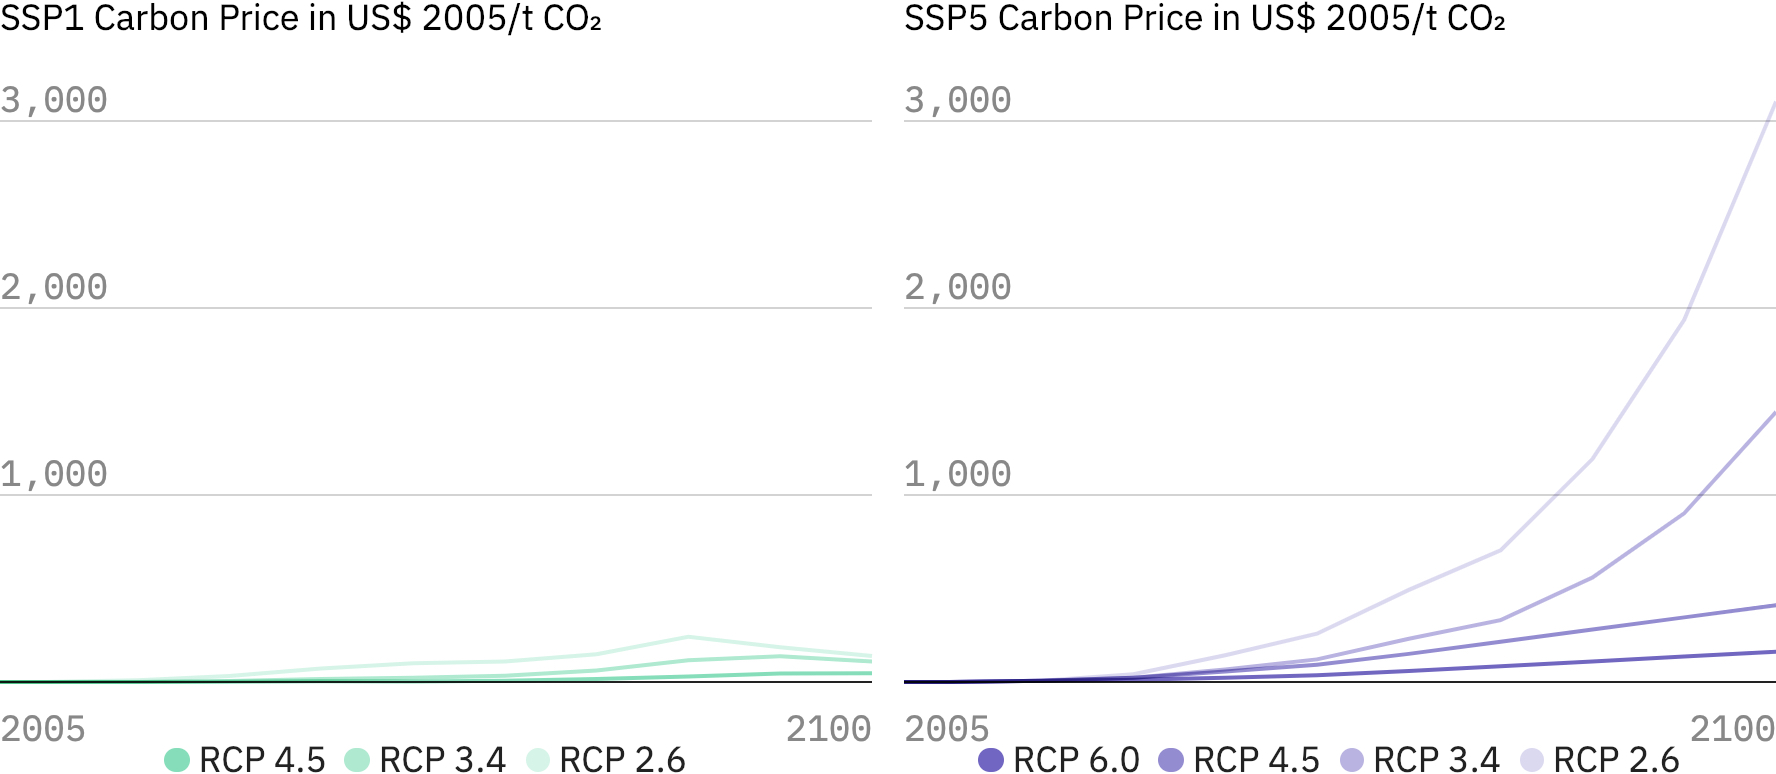 SSP1 Carbon Price in US$ 2005/t CO₂
3,000
2,000
1,000
2005 2100
RCP 4.5 RCP 3.4 RCP 2.6
SSP5 Carbon Price in US$ 2005/t CO₂
3,000
2,000
1,000
2005 2100
RCP 6.0 RCP 4.5 RCP 3.4 RCP 2.6